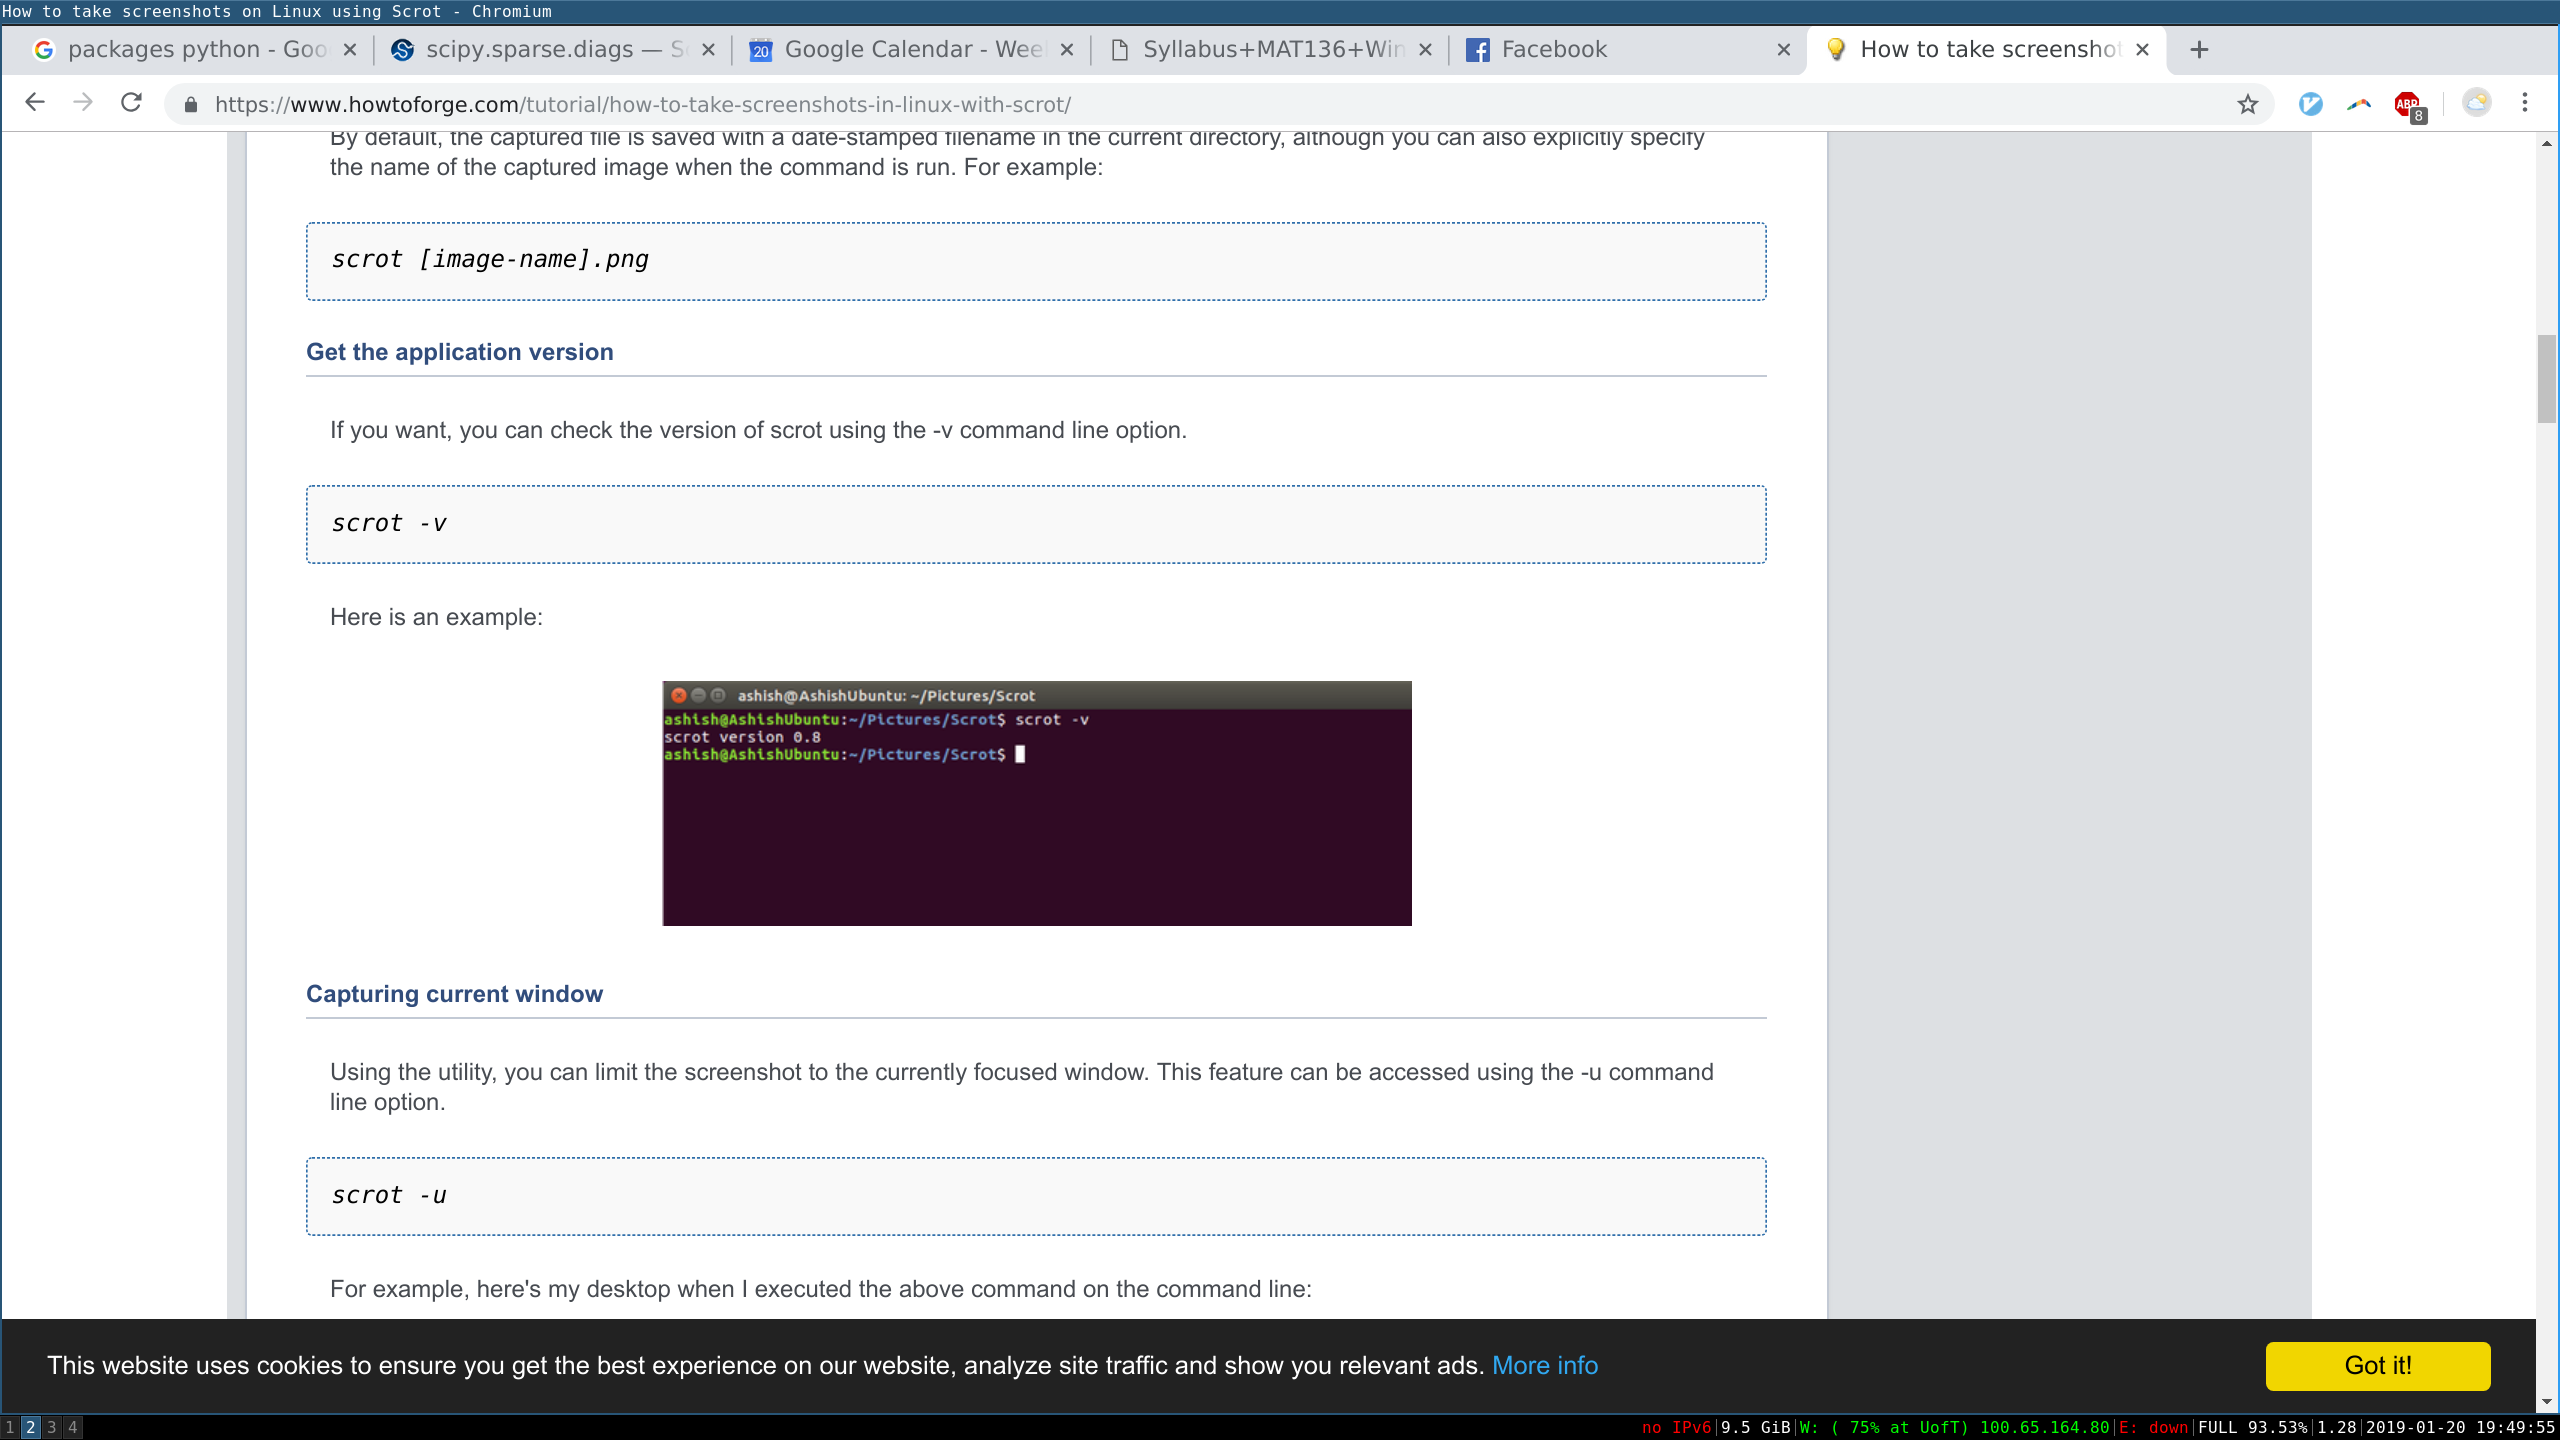 How to take screenshots on Linux using Scrot - Chromium
packages python - Goo
scipy.sparse.diags — S
Google Calendar - Wee
Syllabus+MAT136+Win
Facebook
How to take screenshot
https://www.howtoforge.com/tutorial/how-to-take-screenshots-in-linux-with-scrot/
ABP
8
By default, the captured file is saved with a date-stamped filename in the current directory, although you can also explicitly specify
the name of the captured image when the command is run. For example:
scrot [image-name].png
Get the application version
If you want, you can check the version of scrot using the -v command line option.
scrot -v
Here is an example:
ashish@AshishUbuntu: ~/Pictures/Scrot
ashish@AshishUbuntu:~/Pictures/Scrot$ scrot -v
scrot version 0.8
ashish@AshishUbuntu:~/Pictures/Scrot$
Capturing current window
Using the utility, you can limit the screenshot to the currently focused window. This feature can be accessed using the -u command
line option.
scrot -u
For example, here's my desktop when I executed the above command on the command line:
This website uses cookies to ensure you get the best experience on our website, analyze site traffic and show you relevant ads. More info
Got it!
1 2 3 4
no IPv6|9.5 GiB|W: ( 75% at UofT) 100.65.164.80|E: down|FULL 93.53%|1.28|2019-01-20 19:49:55